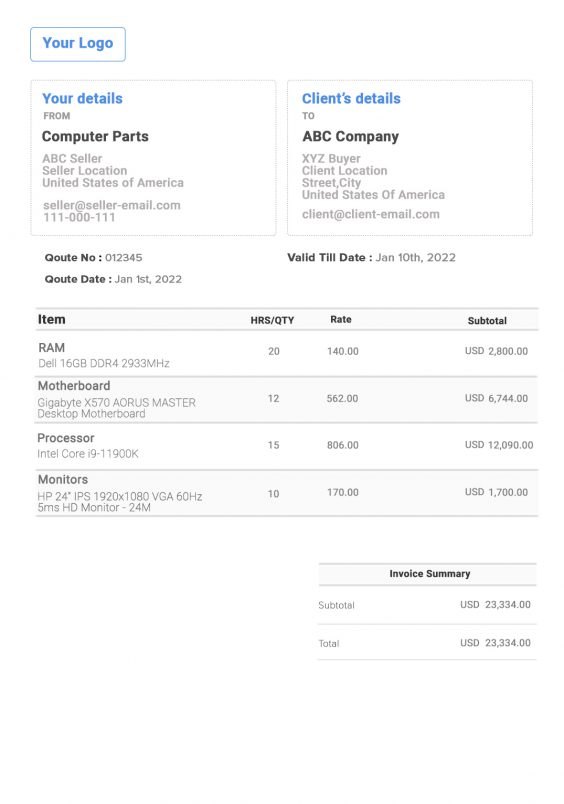 Your Logo
Your details
FROM
Computer Parts
ABC Seller
Seller Location
United States of America
seller@seller-email.com
111-000-111
Client's details
TO
ABC Company
XYZ Buyer
Client Location
Street,City
United States Of America
client@client-email.com
Qoute No : 012345
Valid Till Date : Jan 10th, 2022
Qoute Date : Jan 1st, 2022
Item HRS/QTY Rate Subtotal
RAM
Dell 16GB DDR4 2933MHz 20 140.00 USD 2,800.00
Motherboard
Gigabyte X570 AORUS MASTER
Desktop Motherboard 12 562.00 USD 6,744.00
Processor
Intel Core i9-11900K 15 806.00 USD 12,090.00
Monitors
HP 24" IPS 1920x1080 VGA 60Hz
5ms HD Monitor - 24M 10 170.00 USD 1,700.00
Invoice Summary
Subtotal USD 23,334.00
Total USD 23,334.00